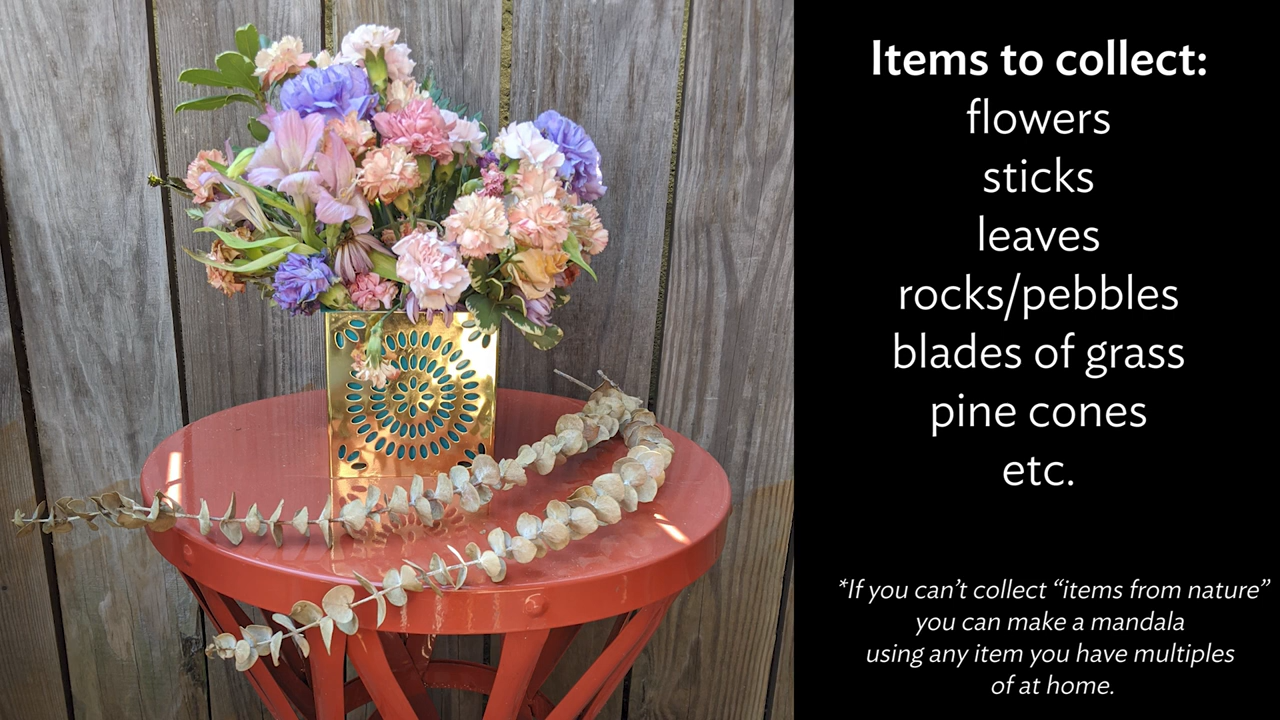 Items to collect:
flowers
sticks
leaves
rocks/pebbles
blades of grass
pine cones
etc.
*If you can’t collect “items from nature”
you can make a mandala
using any item you have multiples
of at home.